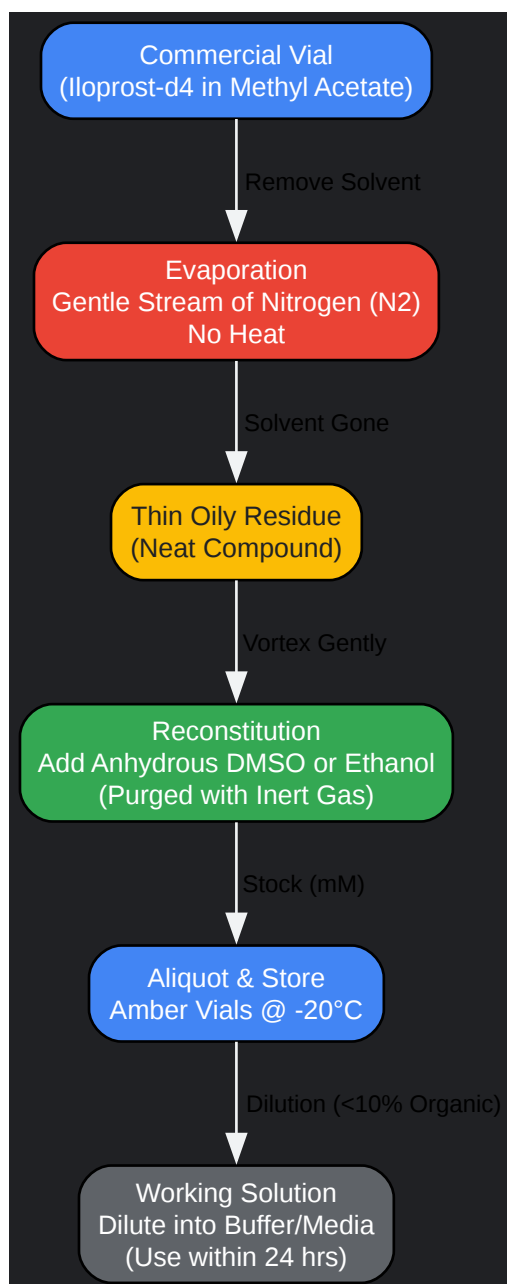 Commercial Vial
(Iloprost-d4 in Methyl Acetate)
Remove Solvent
Evaporation
Gentle Stream of Nitrogen (N2)
No Heat
Solvent Gone
Thin Oily Residue
(Neat Compound)
Vortex Gently
Reconstitution
Add Anhydrous DMSO or Ethanol
(Purged with Inert Gas)
Stock (mM)
Aliquot & Store
Amber Vials @ -20°C
Dilution (<10% Organic)
Working Solution
Dilute into Buffer/Media
(Use within 24 hrs)